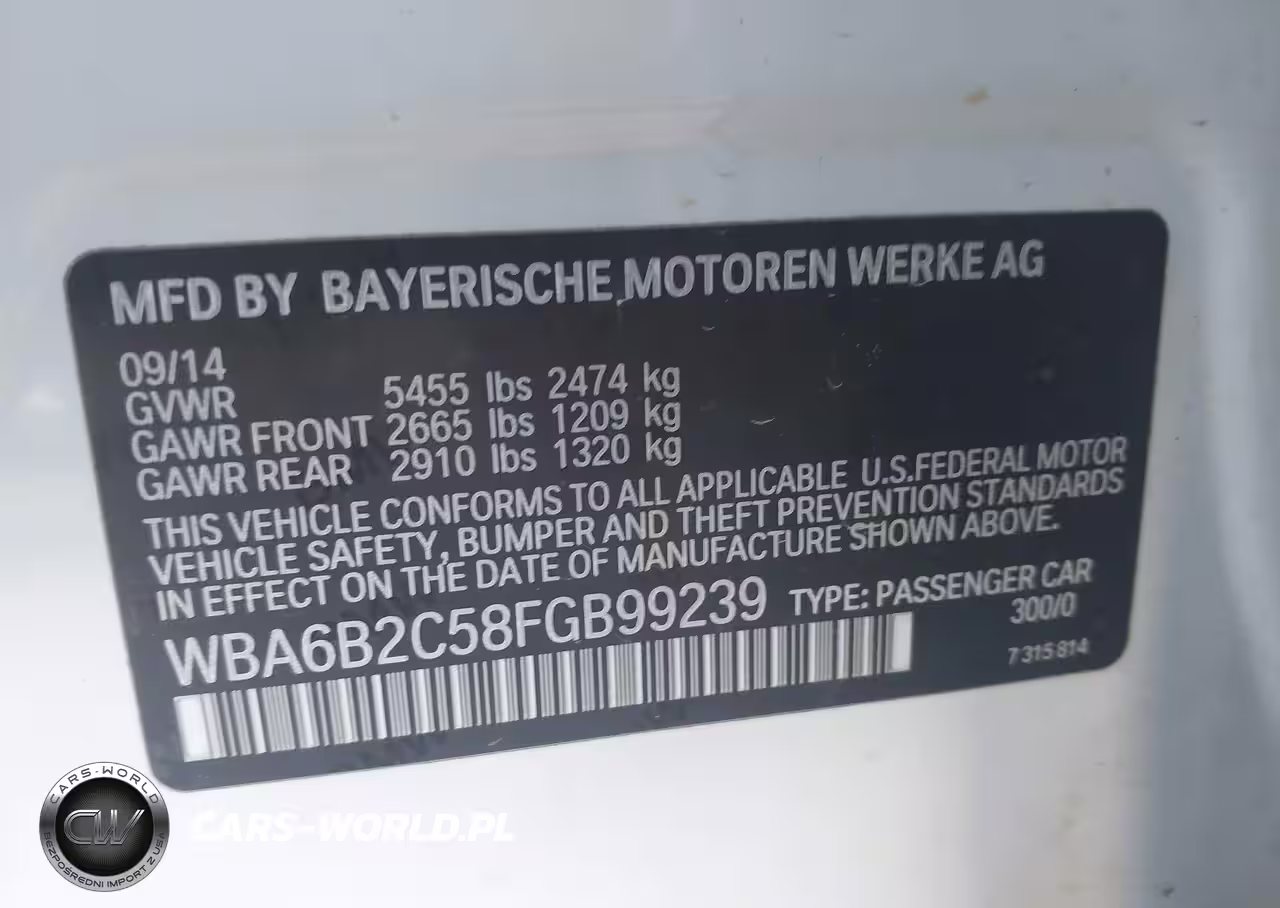 MFD BY BAYERISCHE MOTOREN WERKE AG
09/14
GVWR 5455 lbs 2474 kg
GAWR FRONT 2665 lbs 1209 kg
GAWR REAR 2910 lbs 1320 kg
THIS VEHICLE CONFORMS TO ALL APPLICABLE U.S.FEDERAL MOTOR
VEHICLE SAFETY, BUMPER AND THEFT PREVENTION STANDARDS
IN EFFECT ON THE DATE OF MANUFACTURE SHOWN ABOVE.
WBA6B2C58FGB99239 TYPE: PASSENGER CAR
300/0
7 315 814
CARS-WORLD
CW
BEZPOŚREDNI IMPORT Z USA
CARS-WORLD.PL